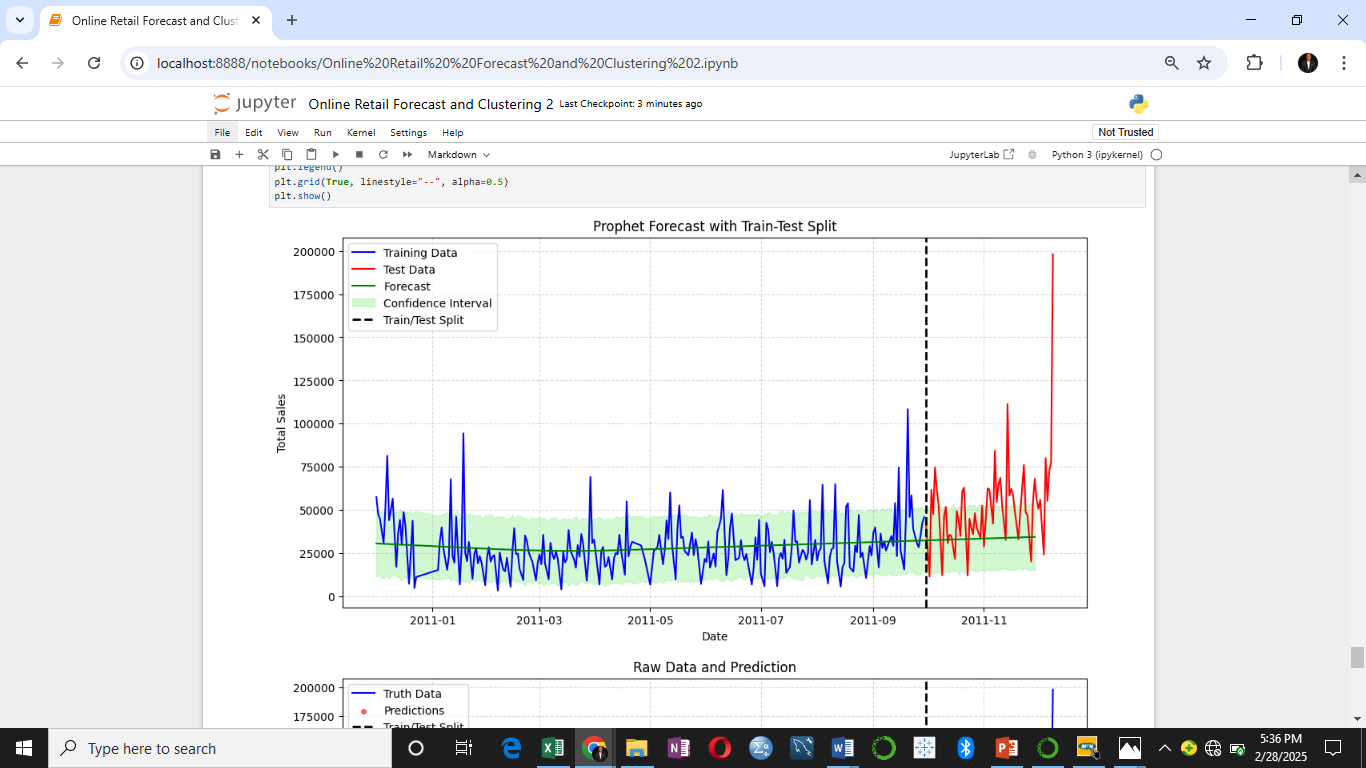 Online Retail Forecast and Clust
localhost:8888/notebooks/Online%20Retail%20%20Forecast%20and%20Clustering%202.ipynb
jupyter Online Retail Forecast and Clustering 2 Last Checkpoint: 3 minutes ago
File Edit View Run Kernel Settings Help Not Trusted
Markdown JupyterLab Python 3 (ipykernel)
plt.legend()
plt.grid(True, linestyle="--", alpha=0.5)
plt.show()
Prophet Forecast with Train-Test Split
Training Data
Test Data
Forecast
Confidence Interval
Train/Test Split
200000
175000
150000
125000
100000
75000
50000
25000
0
Total Sales
2011-01 2011-03 2011-05 2011-07 2011-09 2011-11
Date
Raw Data and Prediction
Truth Data
Predictions
Train/Test Split
200000
175000
Type here to search
5:36 PM
2/28/2025